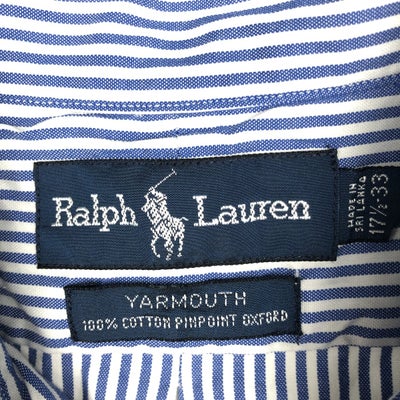 Ralph Lauren
MADE IN
SRI LANKA
17½-33
YARMOUTH
100% COTTON PINPOINT OXFORD